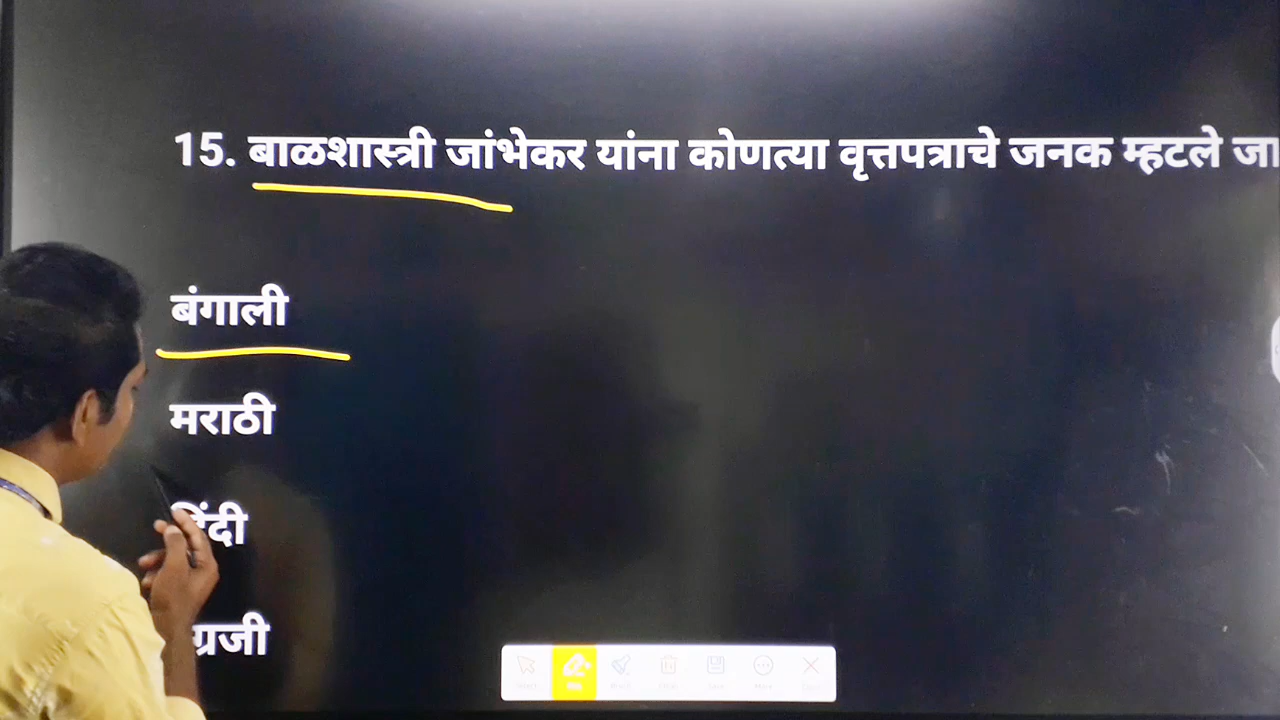 15. बाळशास्त्री जांभेकर यांना कोणत्या वृत्तपत्राचे जनक म्हटले
बंगाली
मराठी